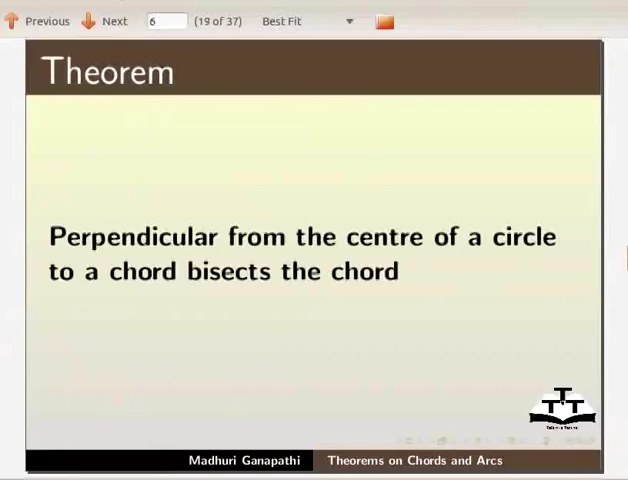 Previous Next 6 (19 of 37) Best Fit
Theorem
Perpendicular from the centre of a circle
to a chord bisects the chord
TTT
Madhuri Ganapathi Theorems on Chords and Arcs